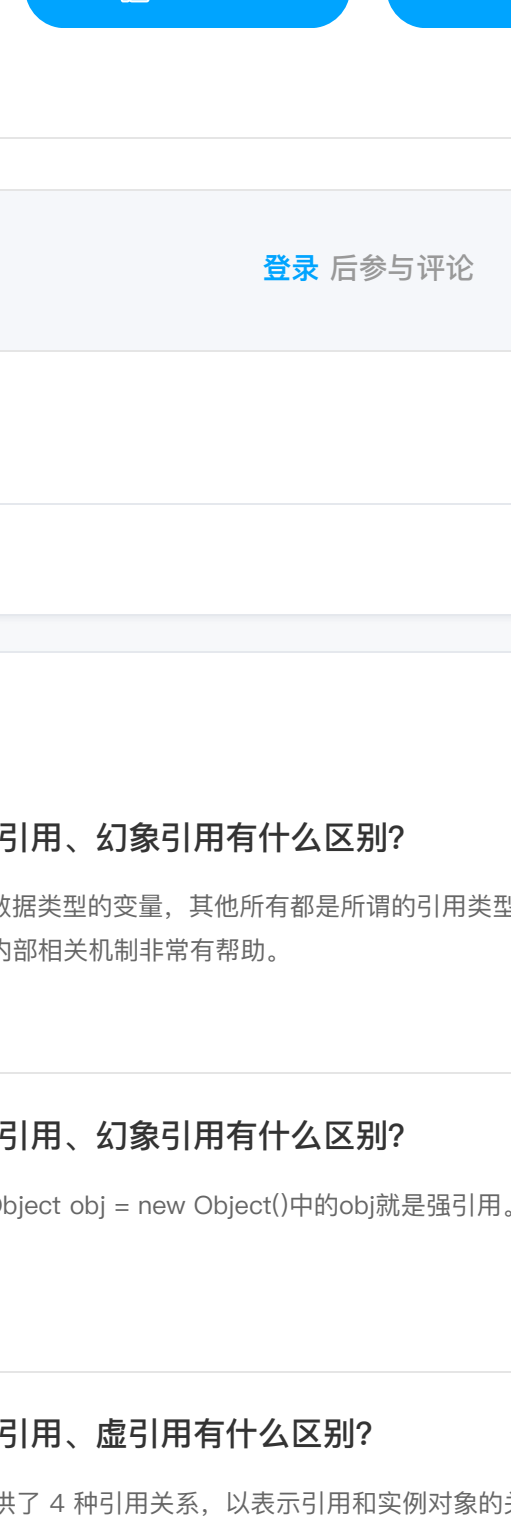 登录 后参与评论
引用、幻象引用有什么区别?
数据类型的变量，其他所有都是所谓的引用类型
内部相关机制非常有帮助。
引用、幻象引用有什么区别?
Object obj = new Object()中的obj就是强引用。
引用、虚引用有什么区别?
供了 4 种引用关系，以表示引用和实例对象的关